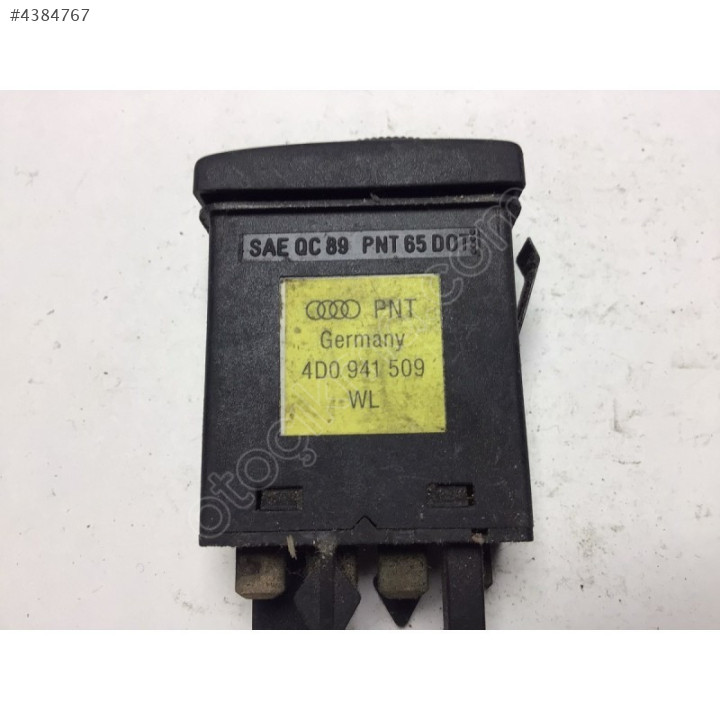 #4384767
SAE QC 89 PNT 65 DOT
PNT
Germany
4D0 941 509
WL